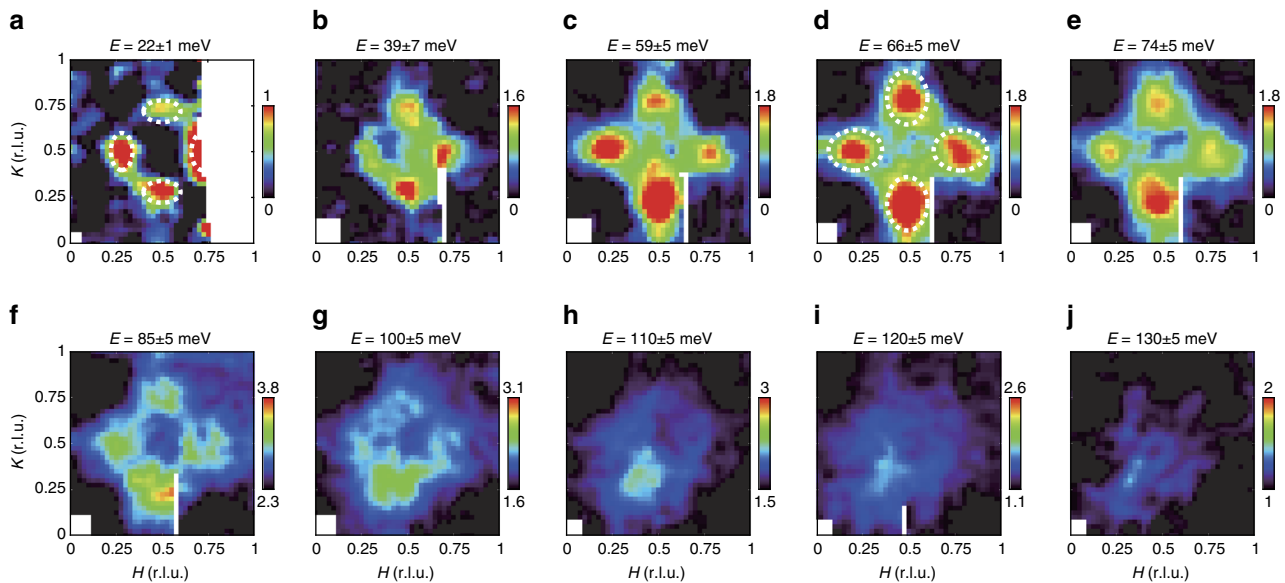 a b c d e
E = 22±1 meV E = 39±7 meV E = 59±5 meV E = 66±5 meV E = 74±5 meV
1 1 1.6 1.8 1.8 1.8
0.75
K (r.l.u.)
0.5
0.25
0 0 0 0 0 0
0 0.25 0.5 0.75 1 0 0.25 0.5 0.75 1 0 0.25 0.5 0.75 1 0 0.25 0.5 0.75 1 0 0.25 0.5 0.75 1
f g h i j
E = 85±5 meV E = 100±5 meV E = 110±5 meV E = 120±5 meV E = 130±5 meV
1 3.8 3.1 3 2.6 2
0.75
K (r.l.u.)
0.5
0.25
0 2.3 1.6 1.5 1.1 1
0 0.25 0.5 0.75 1 0 0.25 0.5 0.75 1 0 0.25 0.5 0.75 1 0 0.25 0.5 0.75 1 0 0.25 0.5 0.75 1
H (r.l.u.) H (r.l.u.) H (r.l.u.) H (r.l.u.) H (r.l.u.)